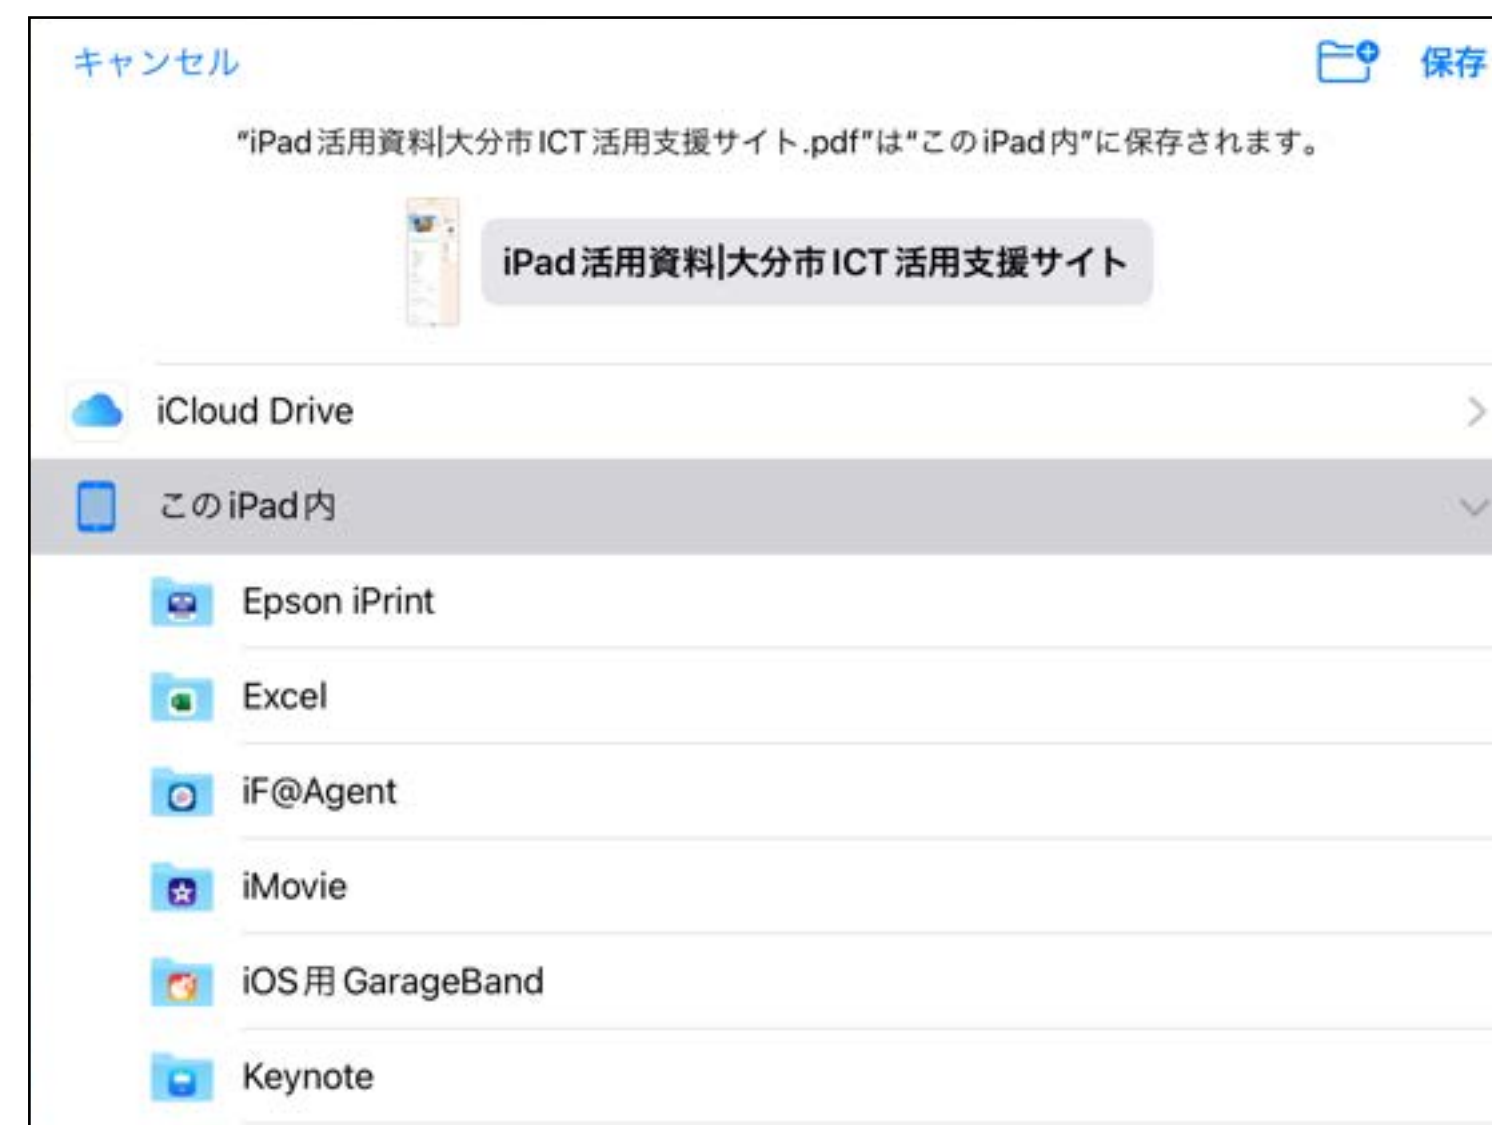 キャンセル 保存
“iPad活用資料|大分市ICT活用支援サイト.pdf”は“このiPad内”に保存されます。
iPad活用資料|大分市ICT活用支援サイト
iCloud Drive
このiPad内
Epson iPrint
Excel
iF@Agent
iMovie
iOS用GarageBand
Keynote